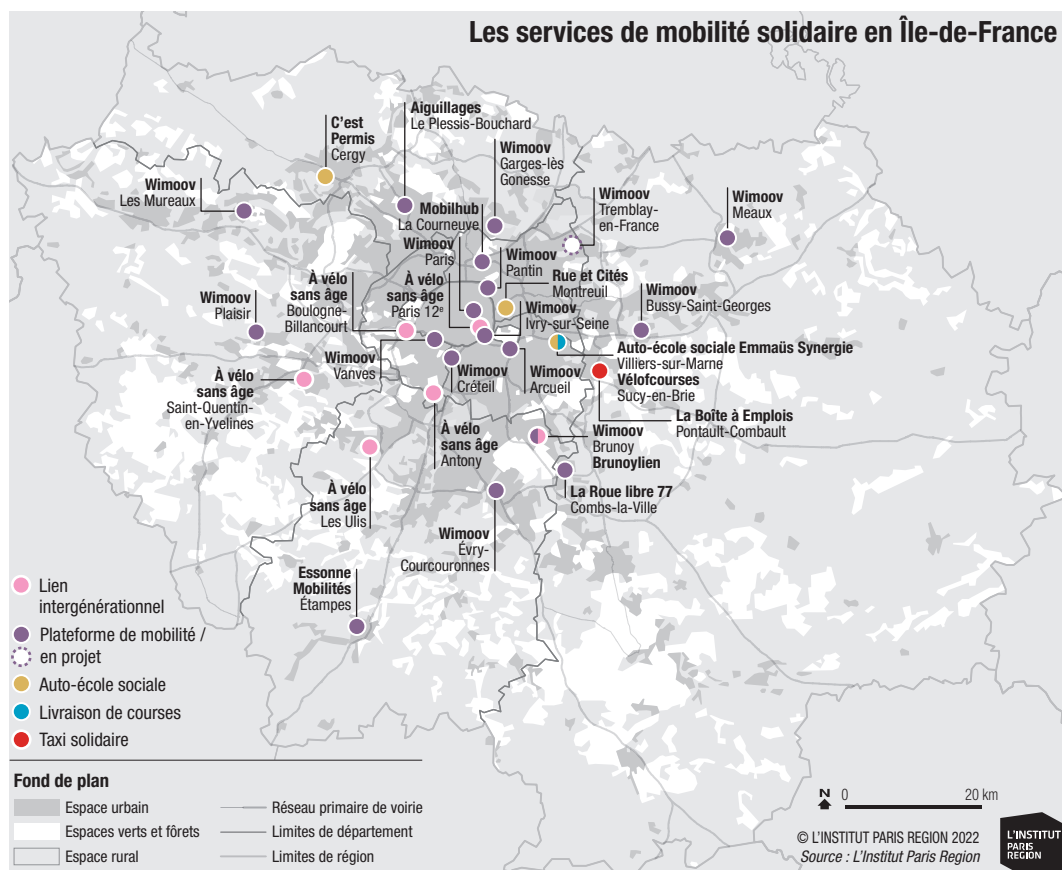 Les services de mobilité solidaire en Île-de-France
C'est
Permis
Cergy
Aiguillages
Le Plessis-Bouchard
Wimoov
Garges-lès
Gonesse
Wimoov
Les Mureaux
Mobilhub
La Courneuve
Wimoov
Tremblay-
en-France
Wimoov
Meaux
Wimoov
Paris
Wimoov
Pantin
Rue et Cités
Montreuil
À vélo
sans âge
Boulogne-
Billancourt
À vélo
sans âge
Paris 12e
Wimoov
Plaisir
Wimoov
Ivry-sur-Seine
Wimoov
Bussy-Saint-Georges
Wimoov
Vanves
Wimoov
Créteil
Wimoov
Arcueil
Auto-école sociale Emmaüs Synergie
Villiers-sur-Marne
Vélofcourses
Sucy-en-Brie
À vélo
sans âge
Saint-Quentin-
en-Yvelines
La Boîte à Emplois
Pontault-Combault
À vélo
sans âge
Antony
Wimoov
Brunoy
Brunoylien
À vélo
sans âge
Les Ulis
La Roue libre 77
Combs-la-Ville
Wimoov
Évry-
Courcouronnes
Essonne
Mobilités
Étampes
Lien
intergénérationnel
Plateforme de mobilité /
en projet
Auto-école sociale
Livraison de courses
Taxi solidaire
Fond de plan
Espace urbain
Espaces verts et fôrets
Espace rural
Réseau primaire de voirie
Limites de département
Limites de région
N
0
20 km
© L'INSTITUT PARIS REGION 2022
Source : L'Institut Paris Region
L'INSTITUT
PARIS
REGION